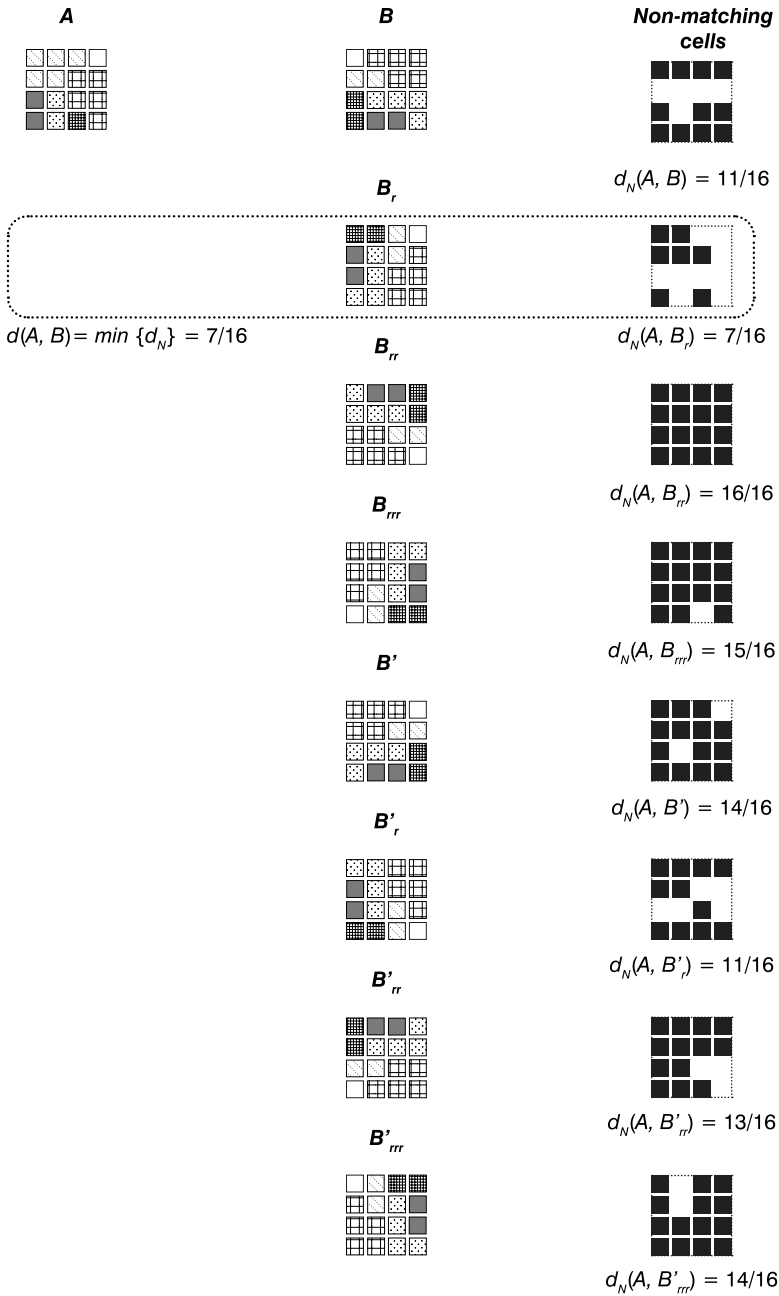 A B Non-matching
cells
d_N(A, B) = 11/16
B_r
d(A, B)= min {d_N} = 7/16 d_N(A, B_r) = 7/16
B_rr
d_N(A, B_rr) = 16/16
B_rrr
d_N(A, B_rrr) = 15/16
B’
d_N(A, B’) = 14/16
B’_r
d_N(A, B’_r) = 11/16
B’_rr
d_N(A, B’_rr) = 13/16
B’_rrr
d_N(A, B’_rrr) = 14/16